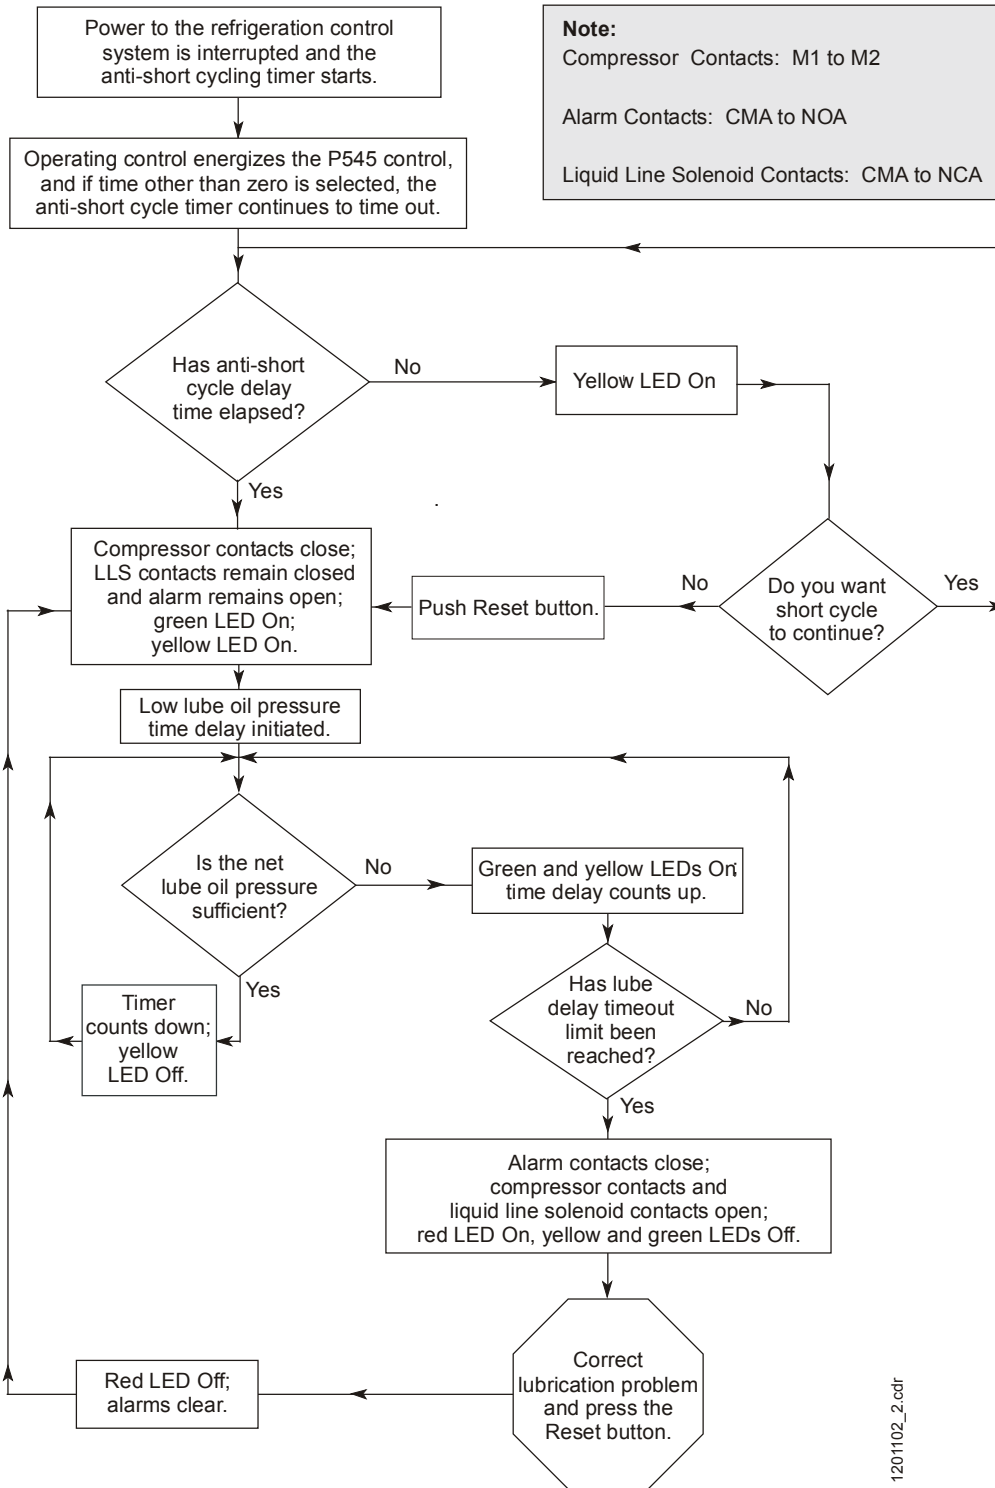 Power to the refrigeration control
system is interrupted and the
anti-short cycling timer starts.
Note:
Compressor Contacts: M1 to M2
Alarm Contacts: CMA to NOA
Liquid Line Solenoid Contacts: CMA to NCA
Operating control energizes the P545 control,
and if time other than zero is selected, the
anti-short cycle timer continues to time out.
Has anti-short
cycle delay
time elapsed?
No
Yellow LED On
Yes
Compressor contacts close;
LLS contacts remain closed
and alarm remains open;
green LED On;
yellow LED On.
Push Reset button.
No
Do you want
short cycle
to continue?
Yes
Low lube oil pressure
time delay initiated.
Is the net
lube oil pressure
sufficient?
No
Green and yellow LEDs On;
time delay counts up.
Yes
Timer
counts down;
yellow
LED Off.
Has lube
delay timeout
limit been
reached?
No
Yes
Alarm contacts close;
compressor contacts and
liquid line solenoid contacts open;
red LED On, yellow and green LEDs Off.
Correct
lubrication problem
and press the
Reset button.
Red LED Off;
alarms clear.
1201102_2.cdr